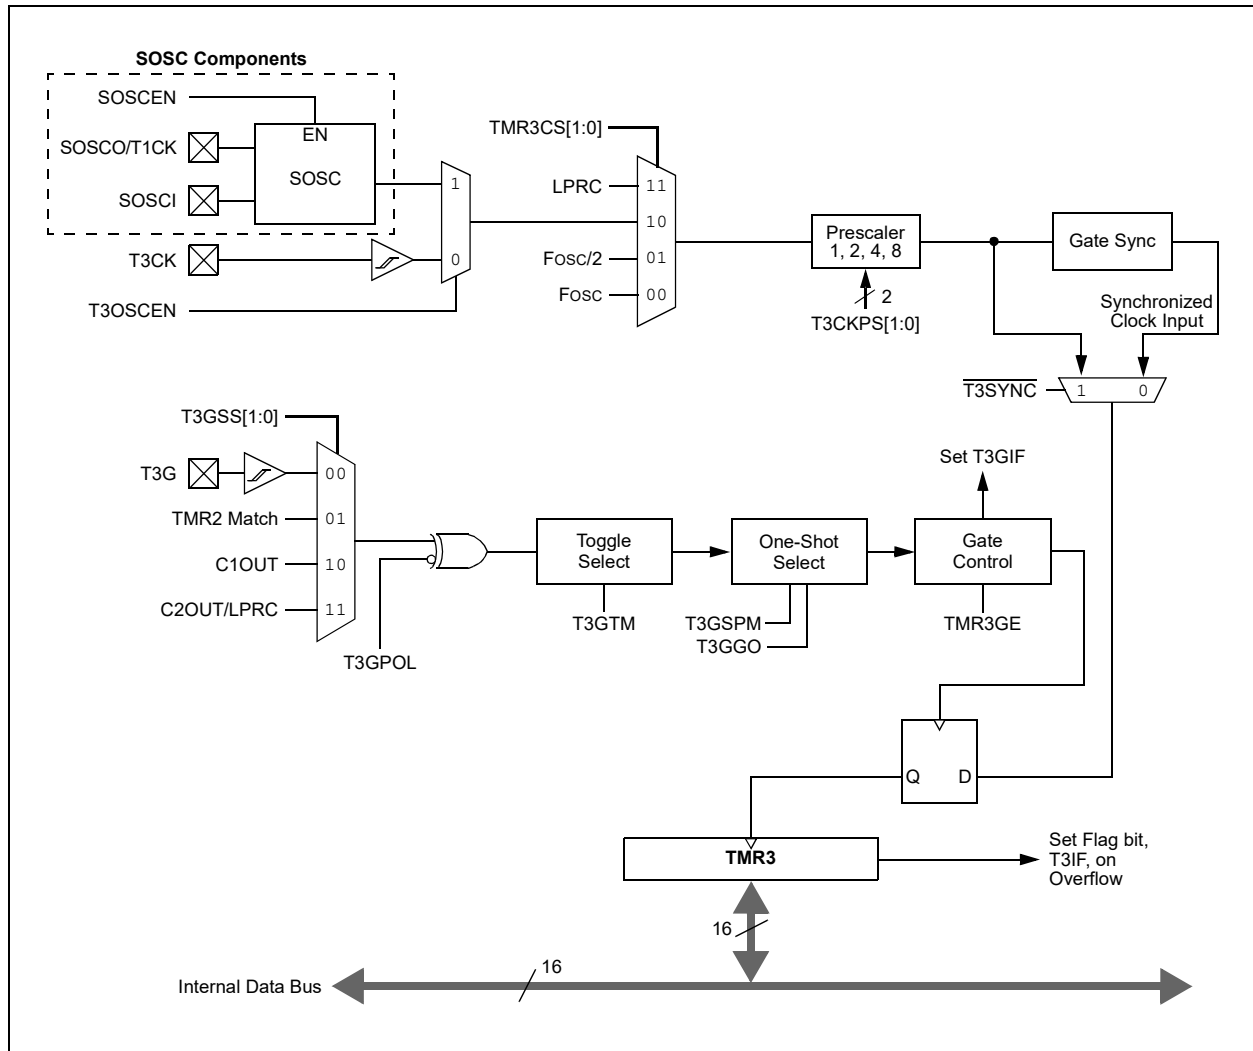 SOSC Components
SOSCEN
EN
SOSCO/T1CK
SOSC
SOSCI
T3CK
T3OSCEN
1
0
TMR3CS[1:0]
LPRC
11
10
FOSC/2
01
FOSC
00
Prescaler
1, 2, 4, 8
2
T3CKPS[1:0]
Gate Sync
Synchronized
Clock Input
T3SYNC
1
0
T3GSS[1:0]
T3G
00
TMR2 Match
01
C1OUT
10
C2OUT/LPRC
11
T3GPOL
Toggle
Select
T3GTM
One-Shot
Select
T3GSPM
T3GGO
Set T3GIF
Gate
Control
TMR3GE
Q
D
TMR3
Set Flag bit,
T3IF, on
Overflow
16
16
Internal Data Bus